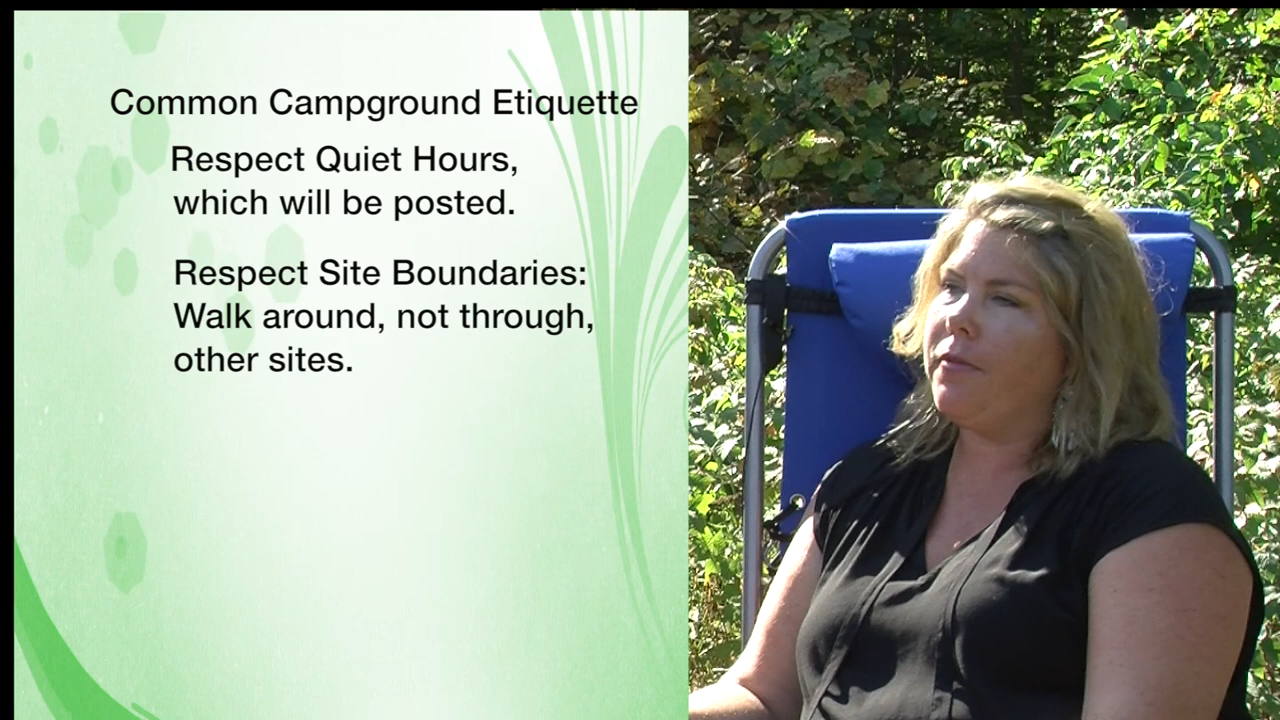 Common Campground Etiquette
Respect Quiet Hours,
which will be posted.
Respect Site Boundaries:
Walk around, not through,
other sites.